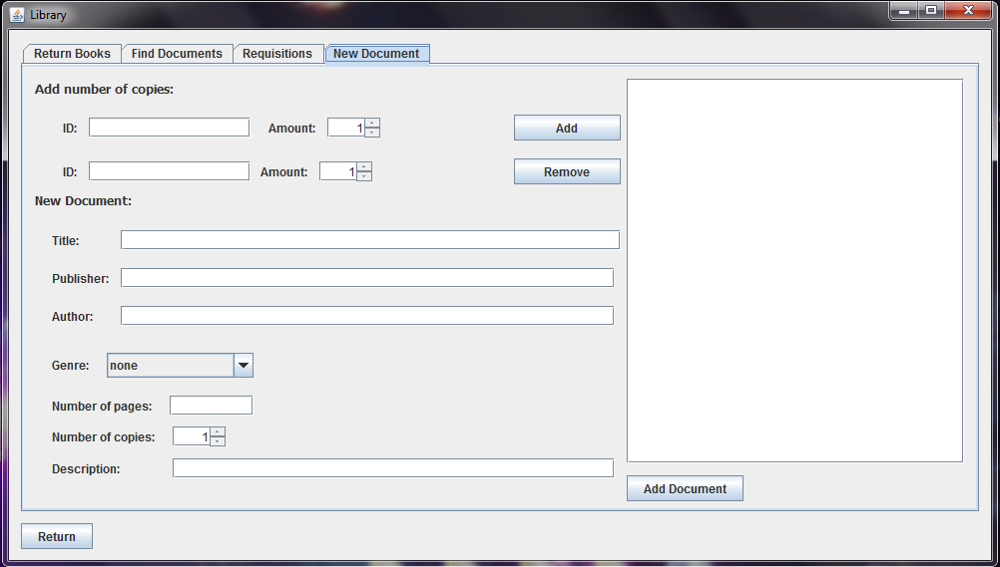 Library
Return Books Find Documents Requisitions New Document
Add number of copies:
ID: Amount: 1 Add
ID: Amount: 1 Remove
New Document:
Title:
Publisher:
Author:
Genre: none
Number of pages:
Number of copies: 1
Description:
Add Document
Return